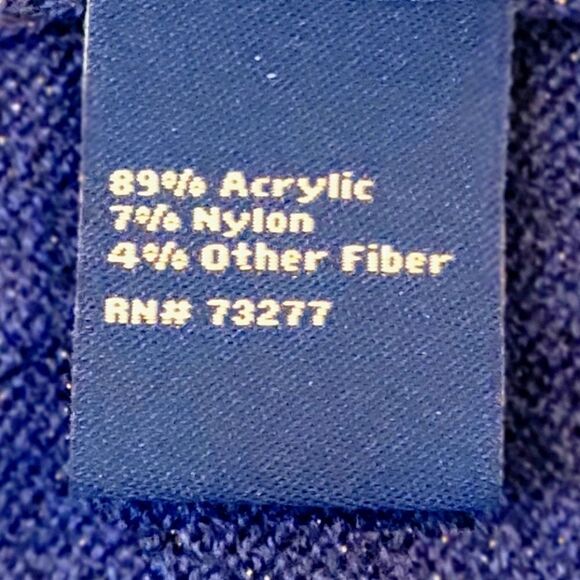 89% Acrylic
7% Nylon
4% Other Fiber
RN# 73277